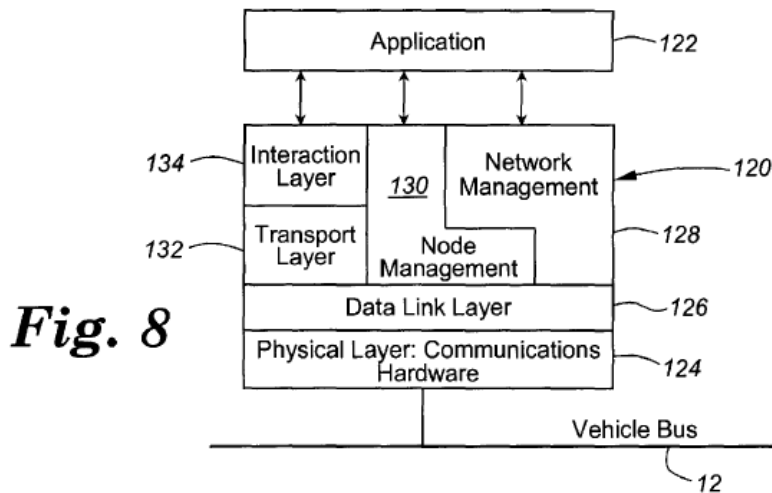 Application
122
134
Interaction
Layer
130
Network
Management
120
132
Transport
Layer
Node
Management
128
Data Link Layer
126
Fig. 8
Physical Layer: Communications
Hardware
124
Vehicle Bus
12